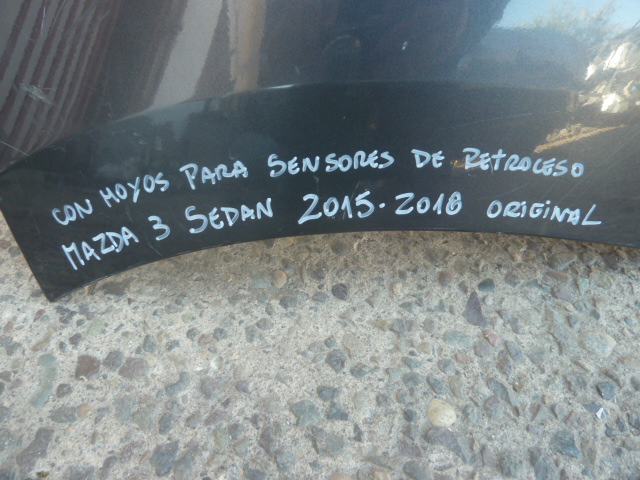 CON HOYOS PARA SENSORES DE RETROCESO
MAZDA 3 SEDAN 2015-2018 ORIGINAL